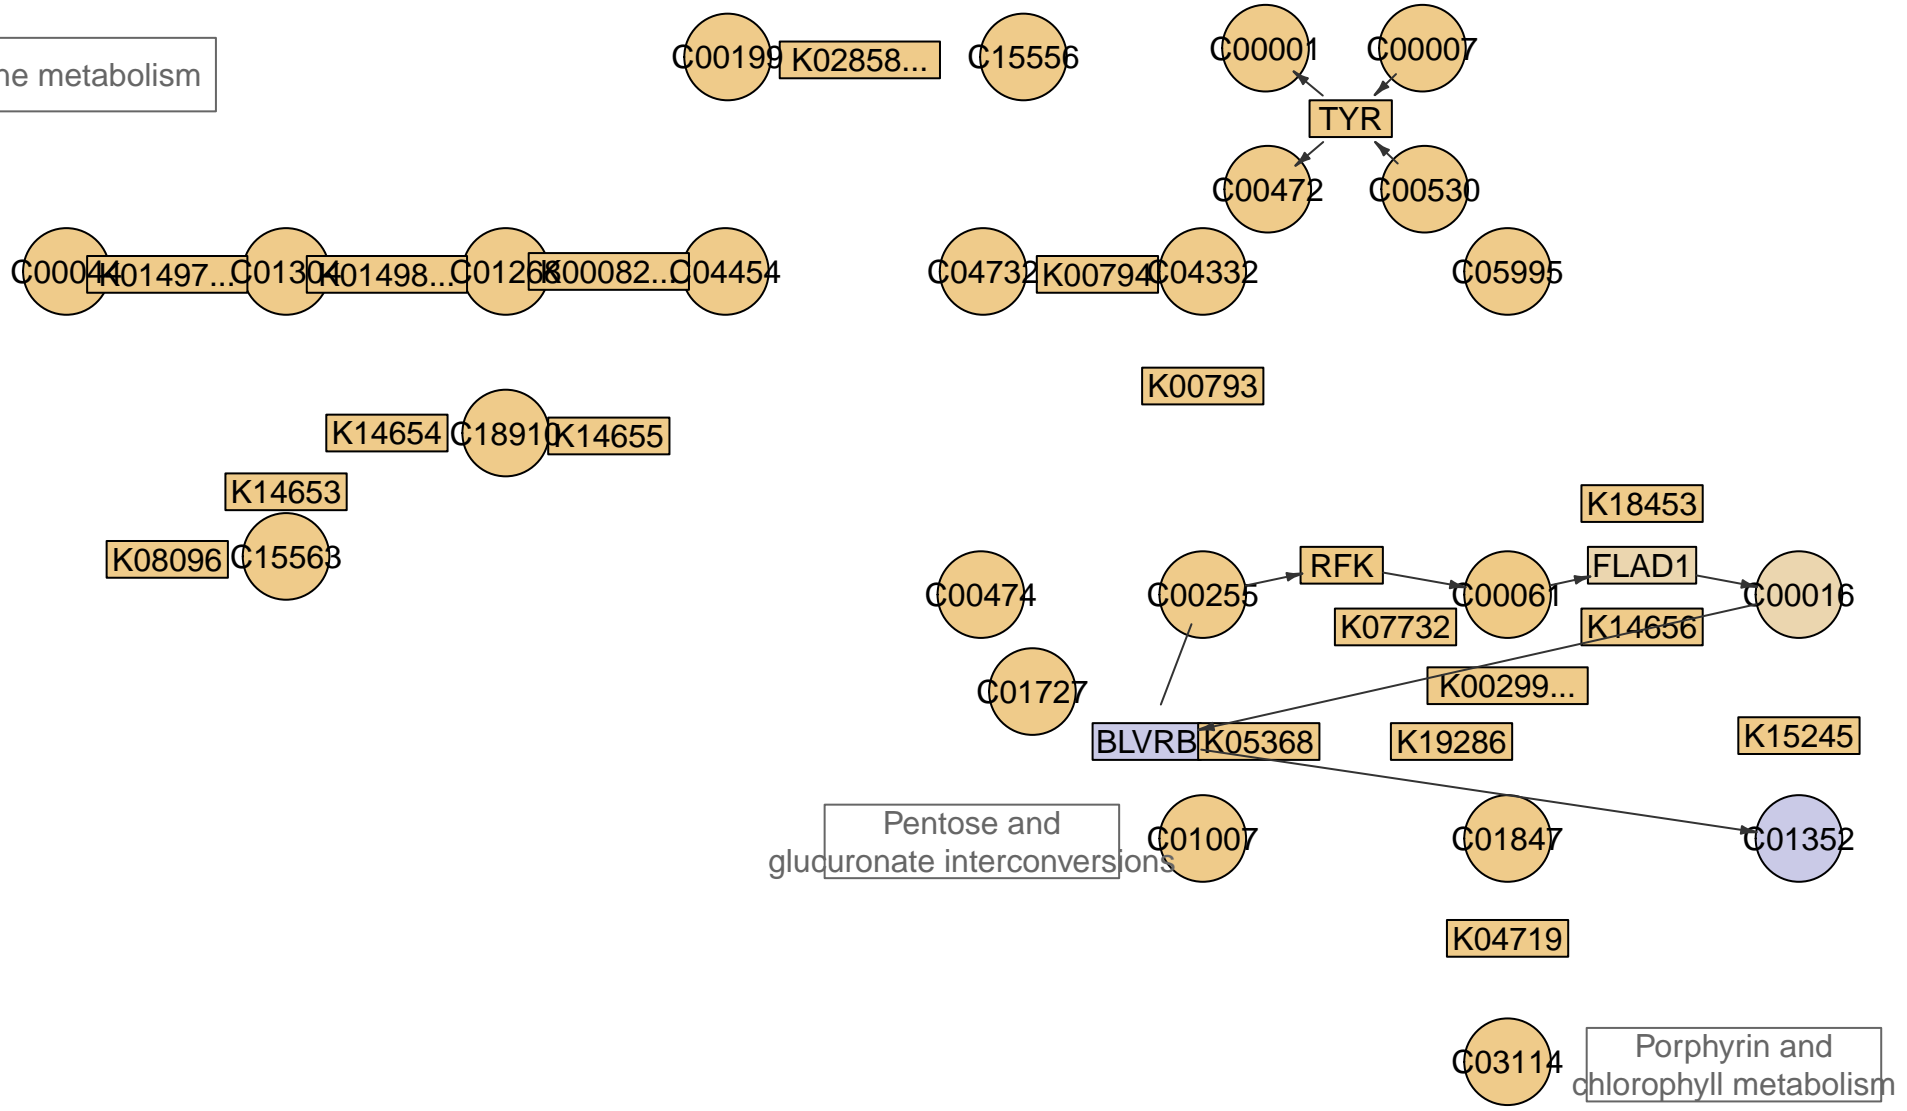 ne metabolism
C00199
K02858...
C15556
C00001
C00007
TYR
C00472
C00530
C00044
K01497...
C01304
K01498...
C01268
K00082...
C04454
C04732
K00794
C04332
C05995
K00793
K14654
C18910
K14655
K14653
K08096
C15563
K18453
C00474
C00255
RFK
C00061
FLAD1
C00016
K07732
K14656
C01727
K00299...
BLVRB
K05368
K19286
K15245
Pentose and
glucuronate interconversions
C01007
C01847
C01352
K04719
C03114
Porphyrin and
chlorophyll metabolism